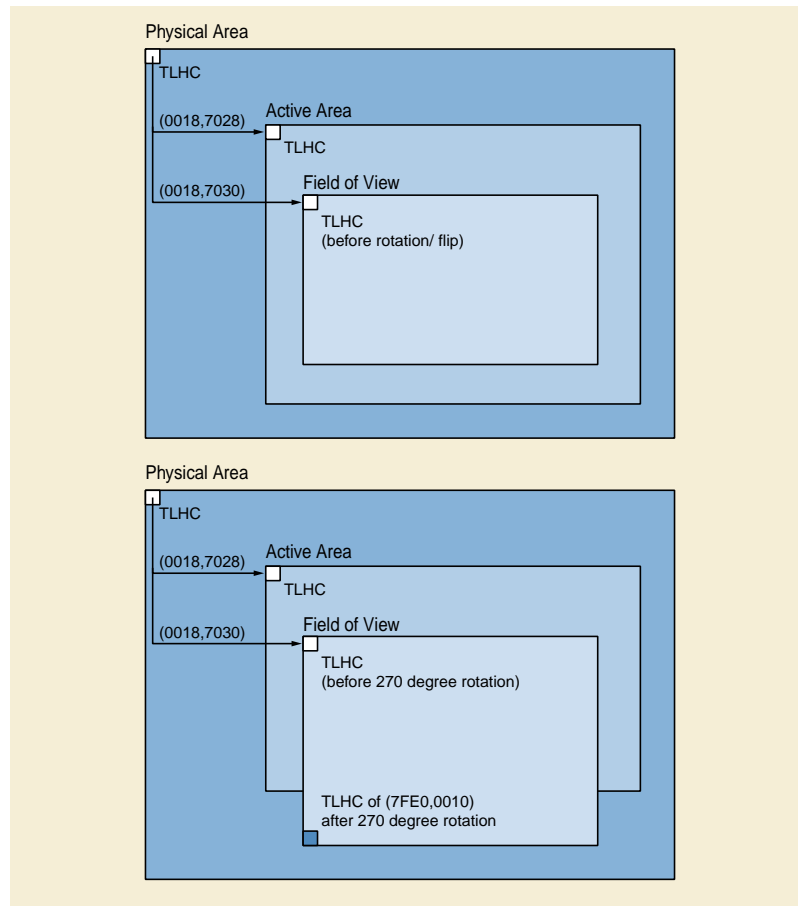 Physical Area
TLHC
(0018,7028)
Active Area
TLHC
(0018,7030)
Field of View
TLHC
(before rotation/ flip)
Physical Area
TLHC
(0018,7028)
Active Area
TLHC
(0018,7030)
Field of View
TLHC
(before 270 degree rotation)
TLHC of (7FE0,0010)
after 270 degree rotation